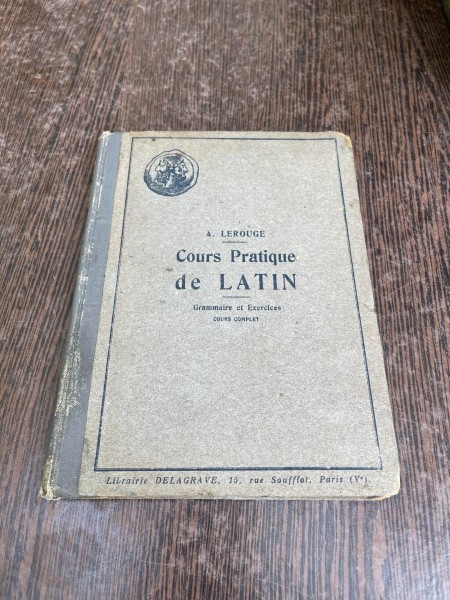 A. LEROUGE
Cours Pratique
de LATIN
Grammaire et Exercices
COURS COMPLET
Librairie DELAGRAVE, 15, rue Soufflot, Paris (Vᵉ)